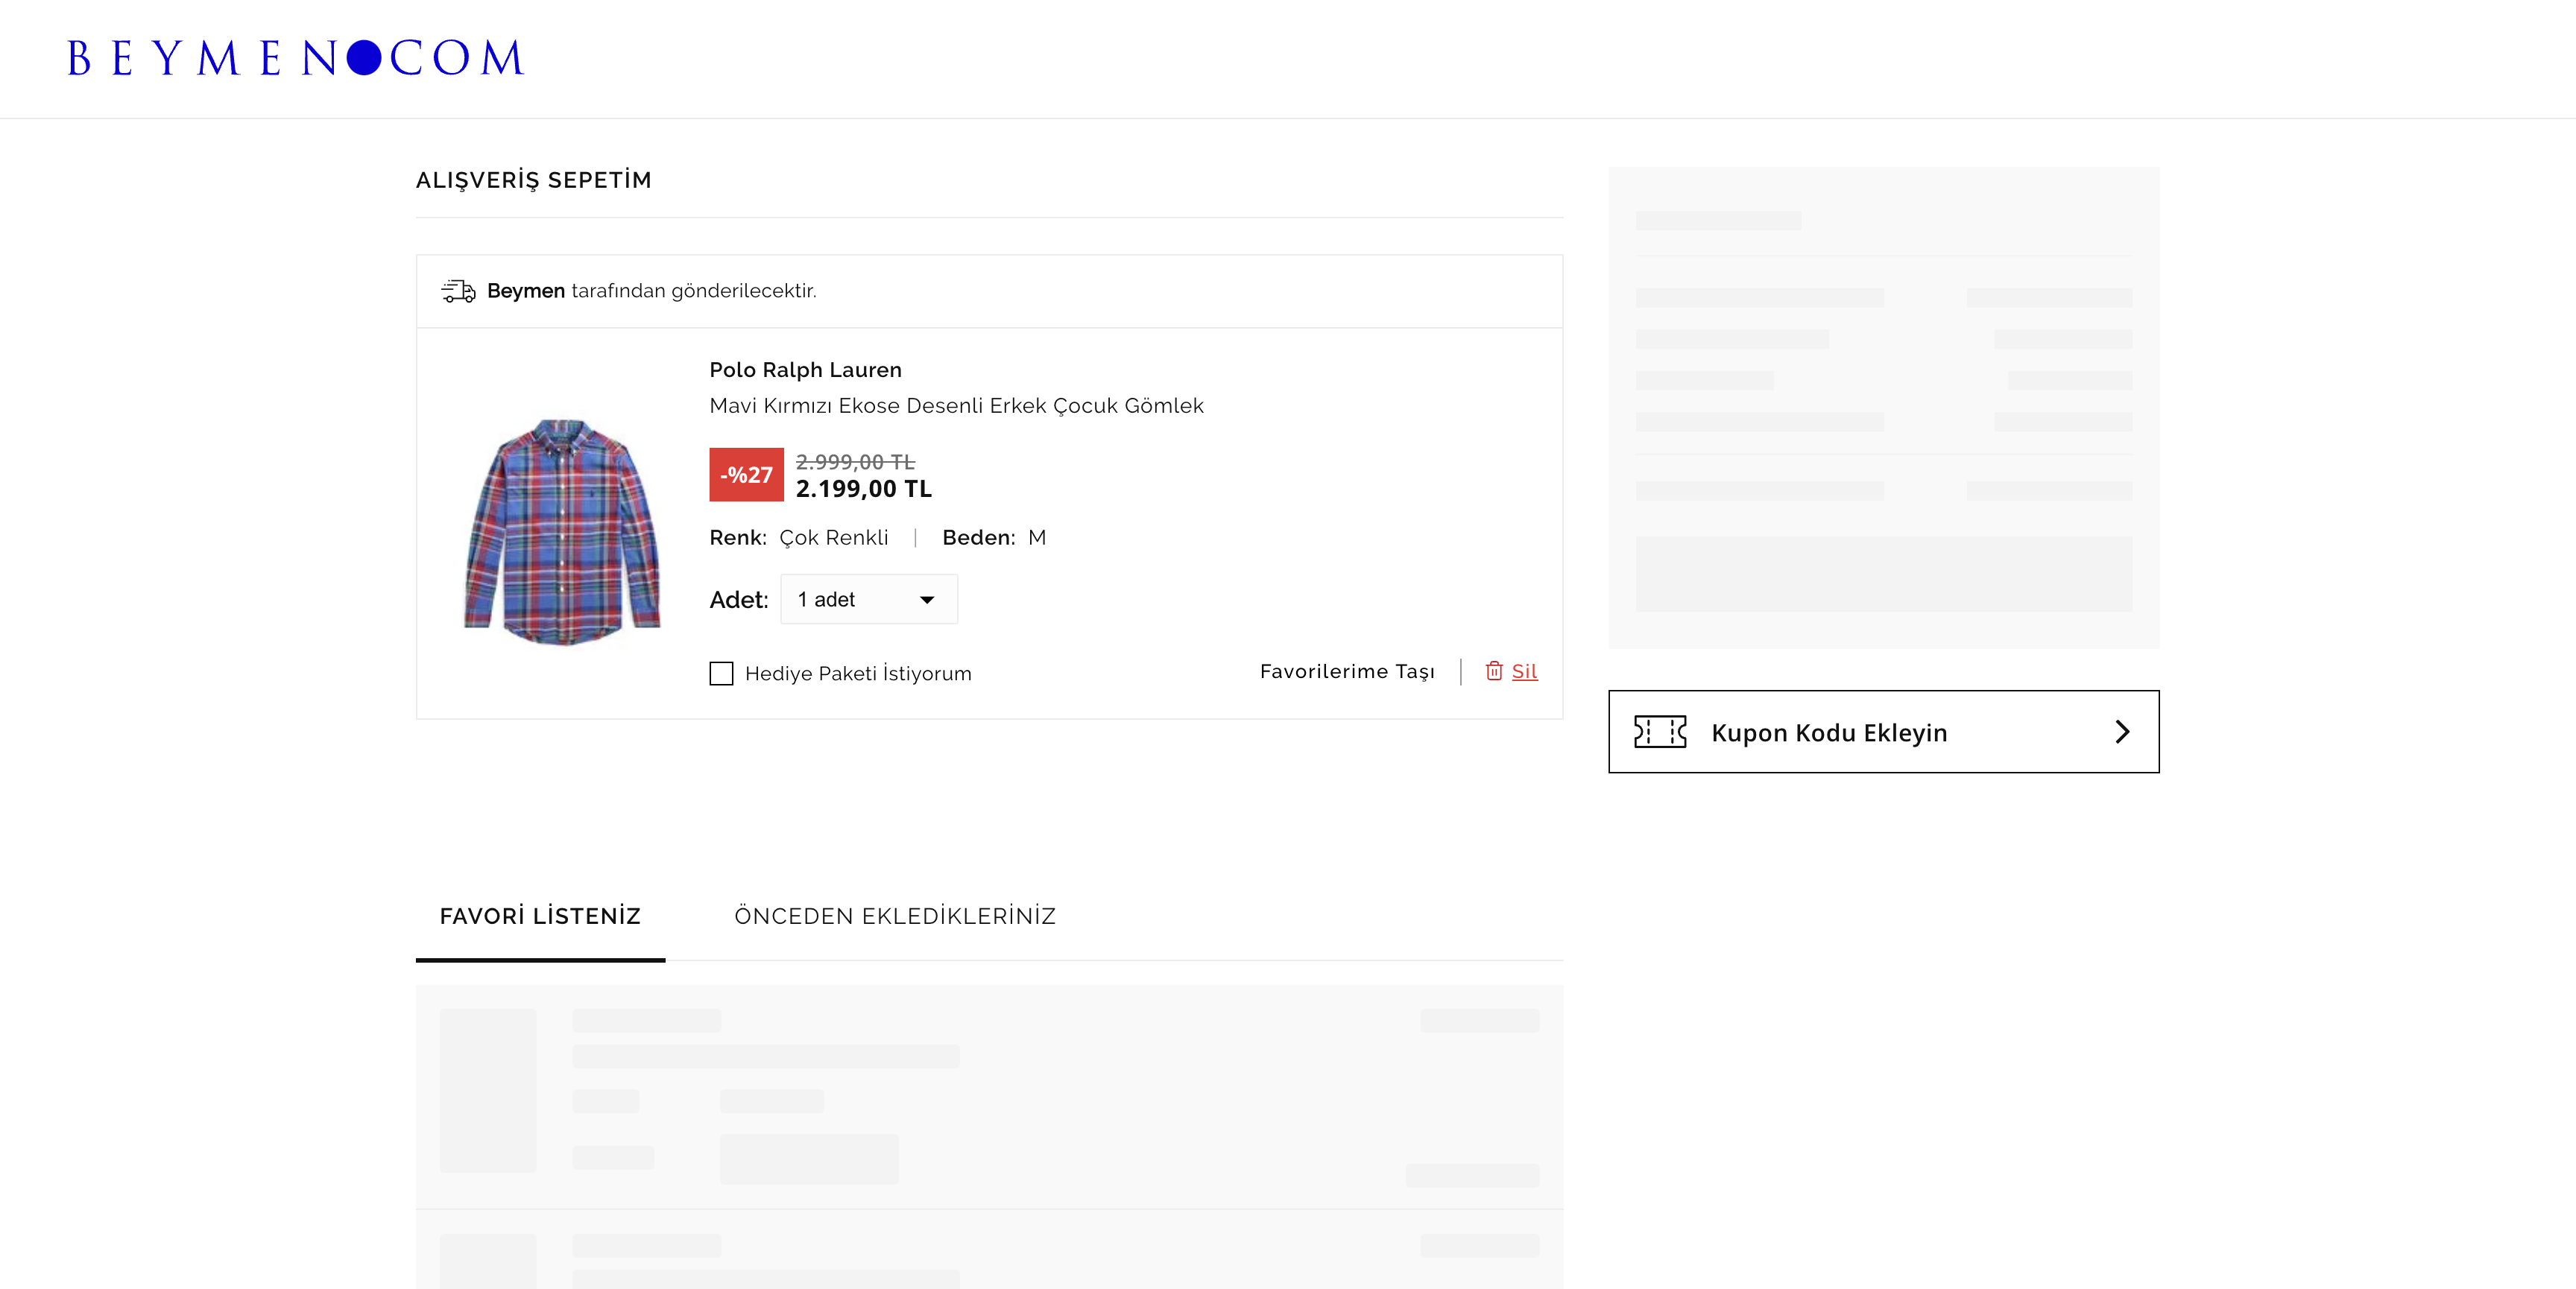 BEYMEN●COM
ALIŞVERİŞ SEPETİM
Beymen tarafından gönderilecektir.
Polo Ralph Lauren
Mavi Kırmızı Ekose Desenli Erkek Çocuk Gömlek
-%27
2.999,00 TL
2.199,00 TL
Renk: Çok Renkli | Beden: M
Adet: 1 adet
Hediye Paketi İstiyorum
Favorilerime Taşı | Sil
Kupon Kodu Ekleyin
FAVORİ LİSTENİZ
ÖNCEDEN EKLEDİKLERİNİZ